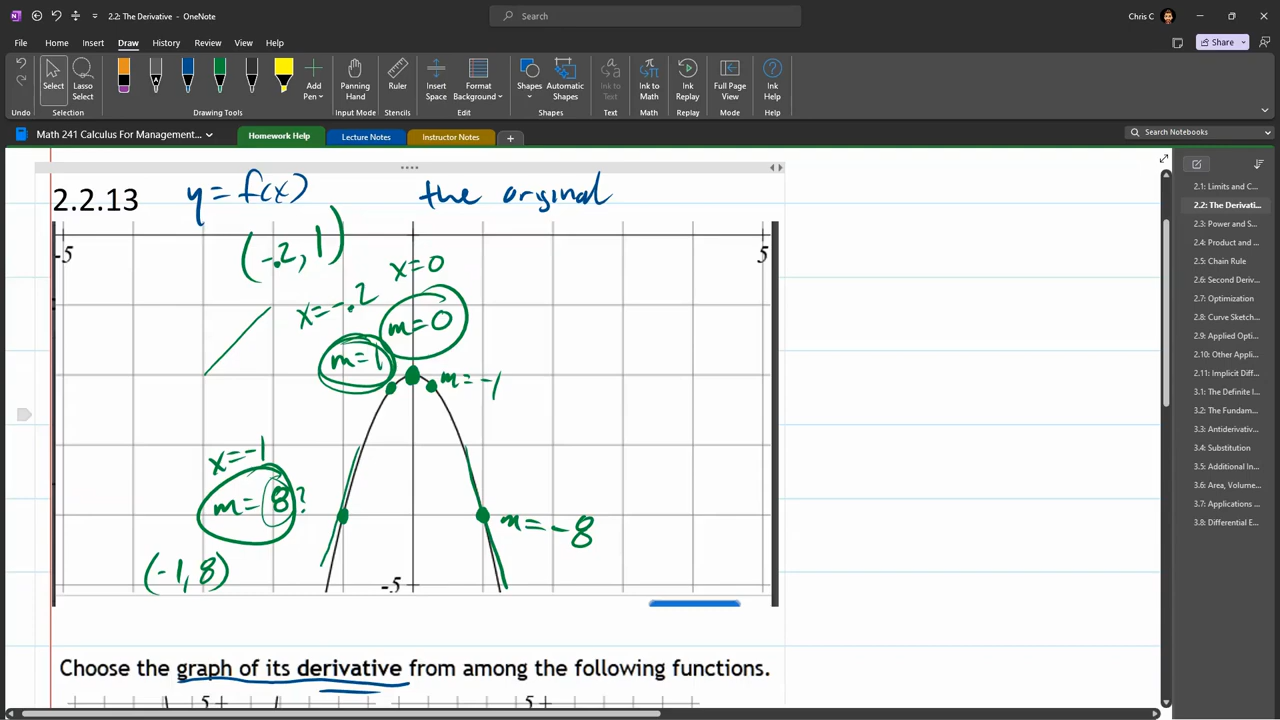 2.2: The Derivative - OneNote
Search
Chris C
File Home Insert Draw History Review View Help
Share
Undo
Select
Lasso Select
Add Pen
Panning Hand
Ruler
Insert Space
Format Background
Shapes
Automatic Shapes
Ink to Text
Ink to Math
Ink Replay
Full Page View
Ink Help
Undo Selection Drawing Tools Input Mode Stencils Edit Shapes Text Math Replay Mode Help
Math 241 Calculus For Management...
Homework Help
Lecture Notes
Instructor Notes
Search Notebooks
2.1: Limits and C...
2.2: The Derivati...
2.3: Power and S...
2.4: Product and ...
2.5: Chain Rule
2.6: Second Deriv...
2.7: Optimization
2.8: Curve Sketch...
2.9: Applied Opti...
2.10: Other Appli...
2.11: Implicit Diff...
3.1: The Definite I...
3.2: The Fundam...
3.3: Antiderivativ...
3.4: Substitution
3.5: Additional In...
3.6: Area, Volume...
3.7: Applications ...
3.8: Differential E...
2.2.13 y = f(x) the orginal
-5 5
(-.2, 1)
x=0
x=-.2
m=0
m=1
m=-1
x=-1
m=8?
m=-8
(-1,8)
-5
Choose the graph of its derivative from among the following functions.
5 5